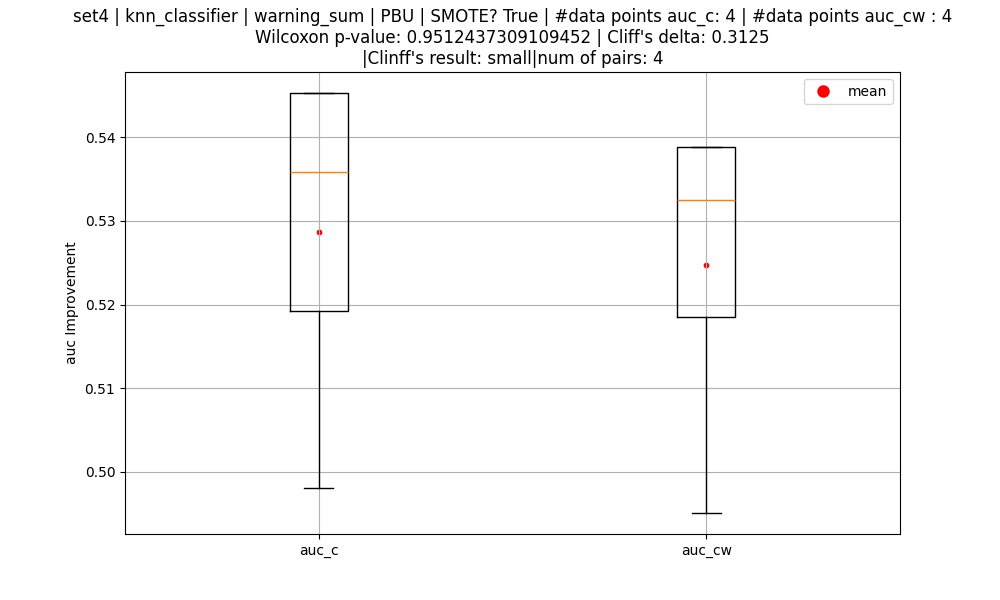 set4 | knn_classifier | warning_sum | PBU | SMOTE? True | #data points auc_c: 4 | #data points auc_cw : 4
Wilcoxon p-value: 0.9512437309109452 | Cliff's delta: 0.3125
|Clinff's result: small|num of pairs: 4
mean
0.54
0.53
0.52
0.51
0.50
auc Improvement
auc_c
auc_cw